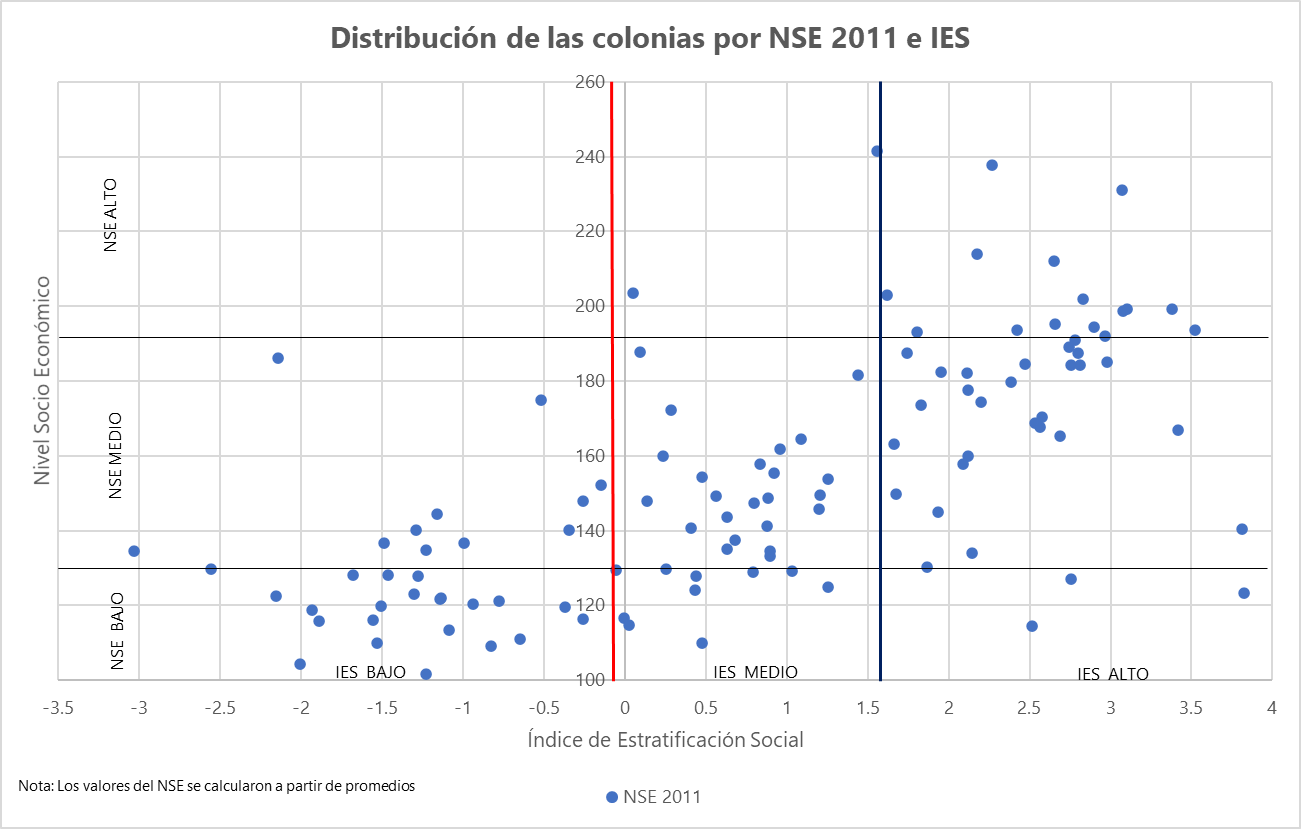 Distribución de las colonias por NSE 2011 e IES
260
240
220
200
180
160
140
120
100
NSE ALTO
NSE MEDIO
NSE BAJO
Nivel Socio Económico
IES BAJO
IES MEDIO
IES ALTO
-3.5 -3 -2.5 -2 -1.5 -1 -0.5 0 0.5 1 1.5 2 2.5 3 3.5 4
Índice de Estratificación Social
Nota: Los valores del NSE se calcularon a partir de promedios
NSE 2011